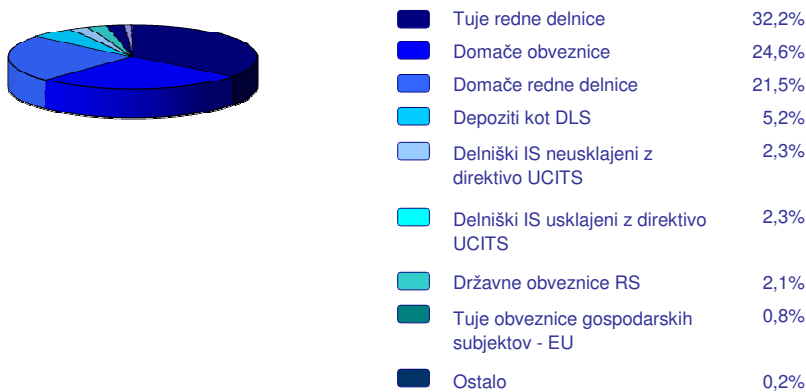 Tuje redne delnice 32,2%
Domače obveznice 24,6%
Domače redne delnice 21,5%
Depoziti kot DLS 5,2%
Delniški IS neusklajeni z 2,3%
direktivo UCITS
Delniški IS usklajeni z direktivo 2,3%
UCITS
Državne obveznice RS 2,1%
Tuje obveznice gospodarskih 0,8%
subjektov - EU
Ostalo 0,2%